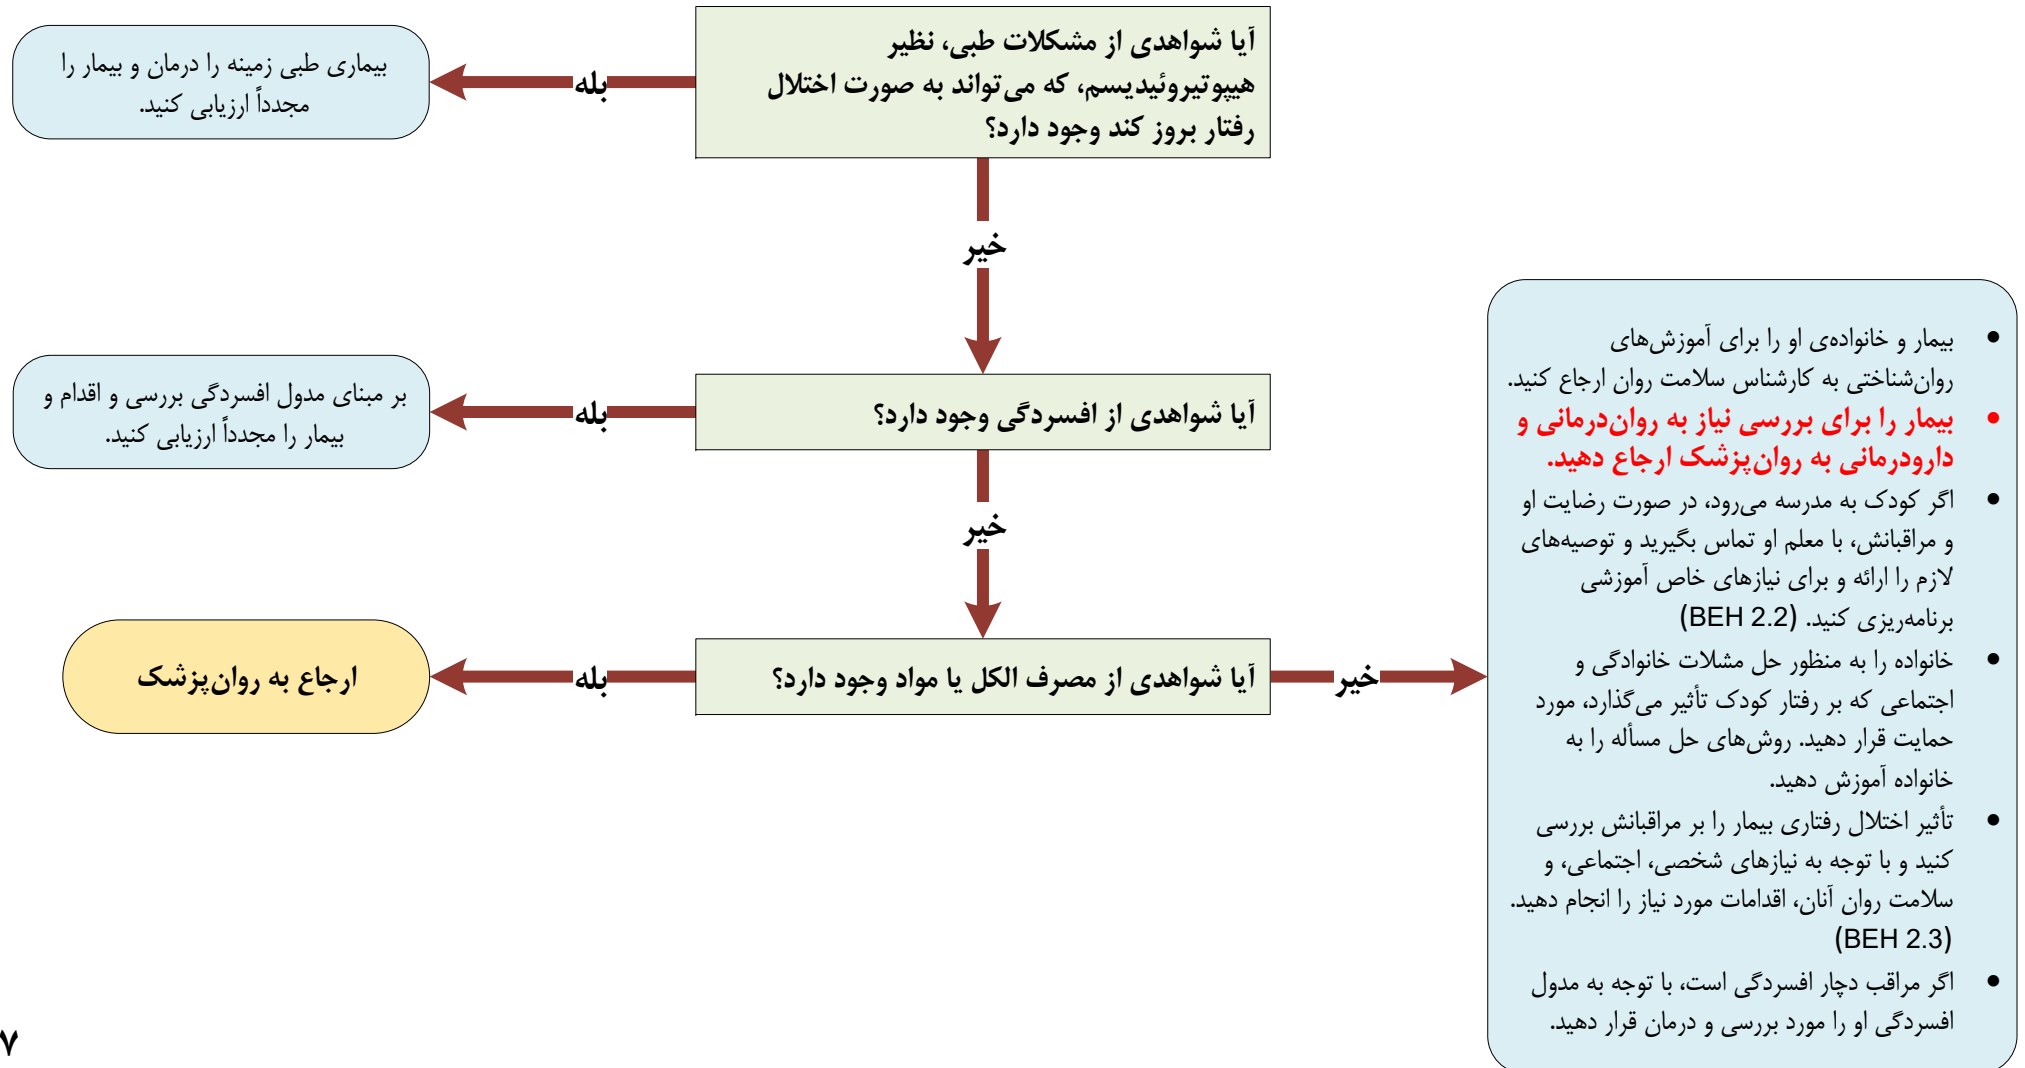 آیا شواهدی از مشکلات طبی، نظیر
هیپوتیروئیدیسم، که می‌تواند به صورت اختلال
رفتار بروز کند وجود دارد؟
بله
بیماری طبی زمینه را درمان و بیمار را
مجدداً ارزیابی کنید.
خیر
آیا شواهدی از افسردگی وجود دارد؟
بله
بر مبنای مدول افسردگی بررسی و اقدام و
بیمار را مجدداً ارزیابی کنید.
خیر
آیا شواهدی از مصرف الکل یا مواد وجود دارد؟
بله
ارجاع به روان‌پزشک
خیر
• بیمار و خانواده‌ی او را برای آموزش‌های
روان‌شناختی به کارشناس سلامت روان ارجاع کنید.
• بیمار را برای بررسی نیاز به روان‌درمانی و
دارودرمانی به روان‌پزشک ارجاع دهید.
• اگر کودک به مدرسه می‌رود، در صورت رضایت او
و مراقبانش، با معلم او تماس بگیرید و توصیه‌های
لازم را ارائه و برای نیازهای خاص آموزشی
برنامه‌ریزی کنید. (BEH 2.2)
• خانواده را به منظور حل مشلات خانوادگی و
اجتماعی که بر رفتار کودک تأثیر می‌گذارد، مورد
حمایت قرار دهید. روش‌های حل مسأله را به
خانواده آموزش دهید.
• تأثیر اختلال رفتاری بیمار را بر مراقبانش بررسی
کنید و با توجه به نیازهای شخصی، اجتماعی، و
سلامت روان آنان، اقدامات مورد نیاز را انجام دهید.
(BEH 2.3)
• اگر مراقب دچار افسردگی است، با توجه به مدول
افسردگی او را مورد بررسی و درمان قرار دهید.
۷